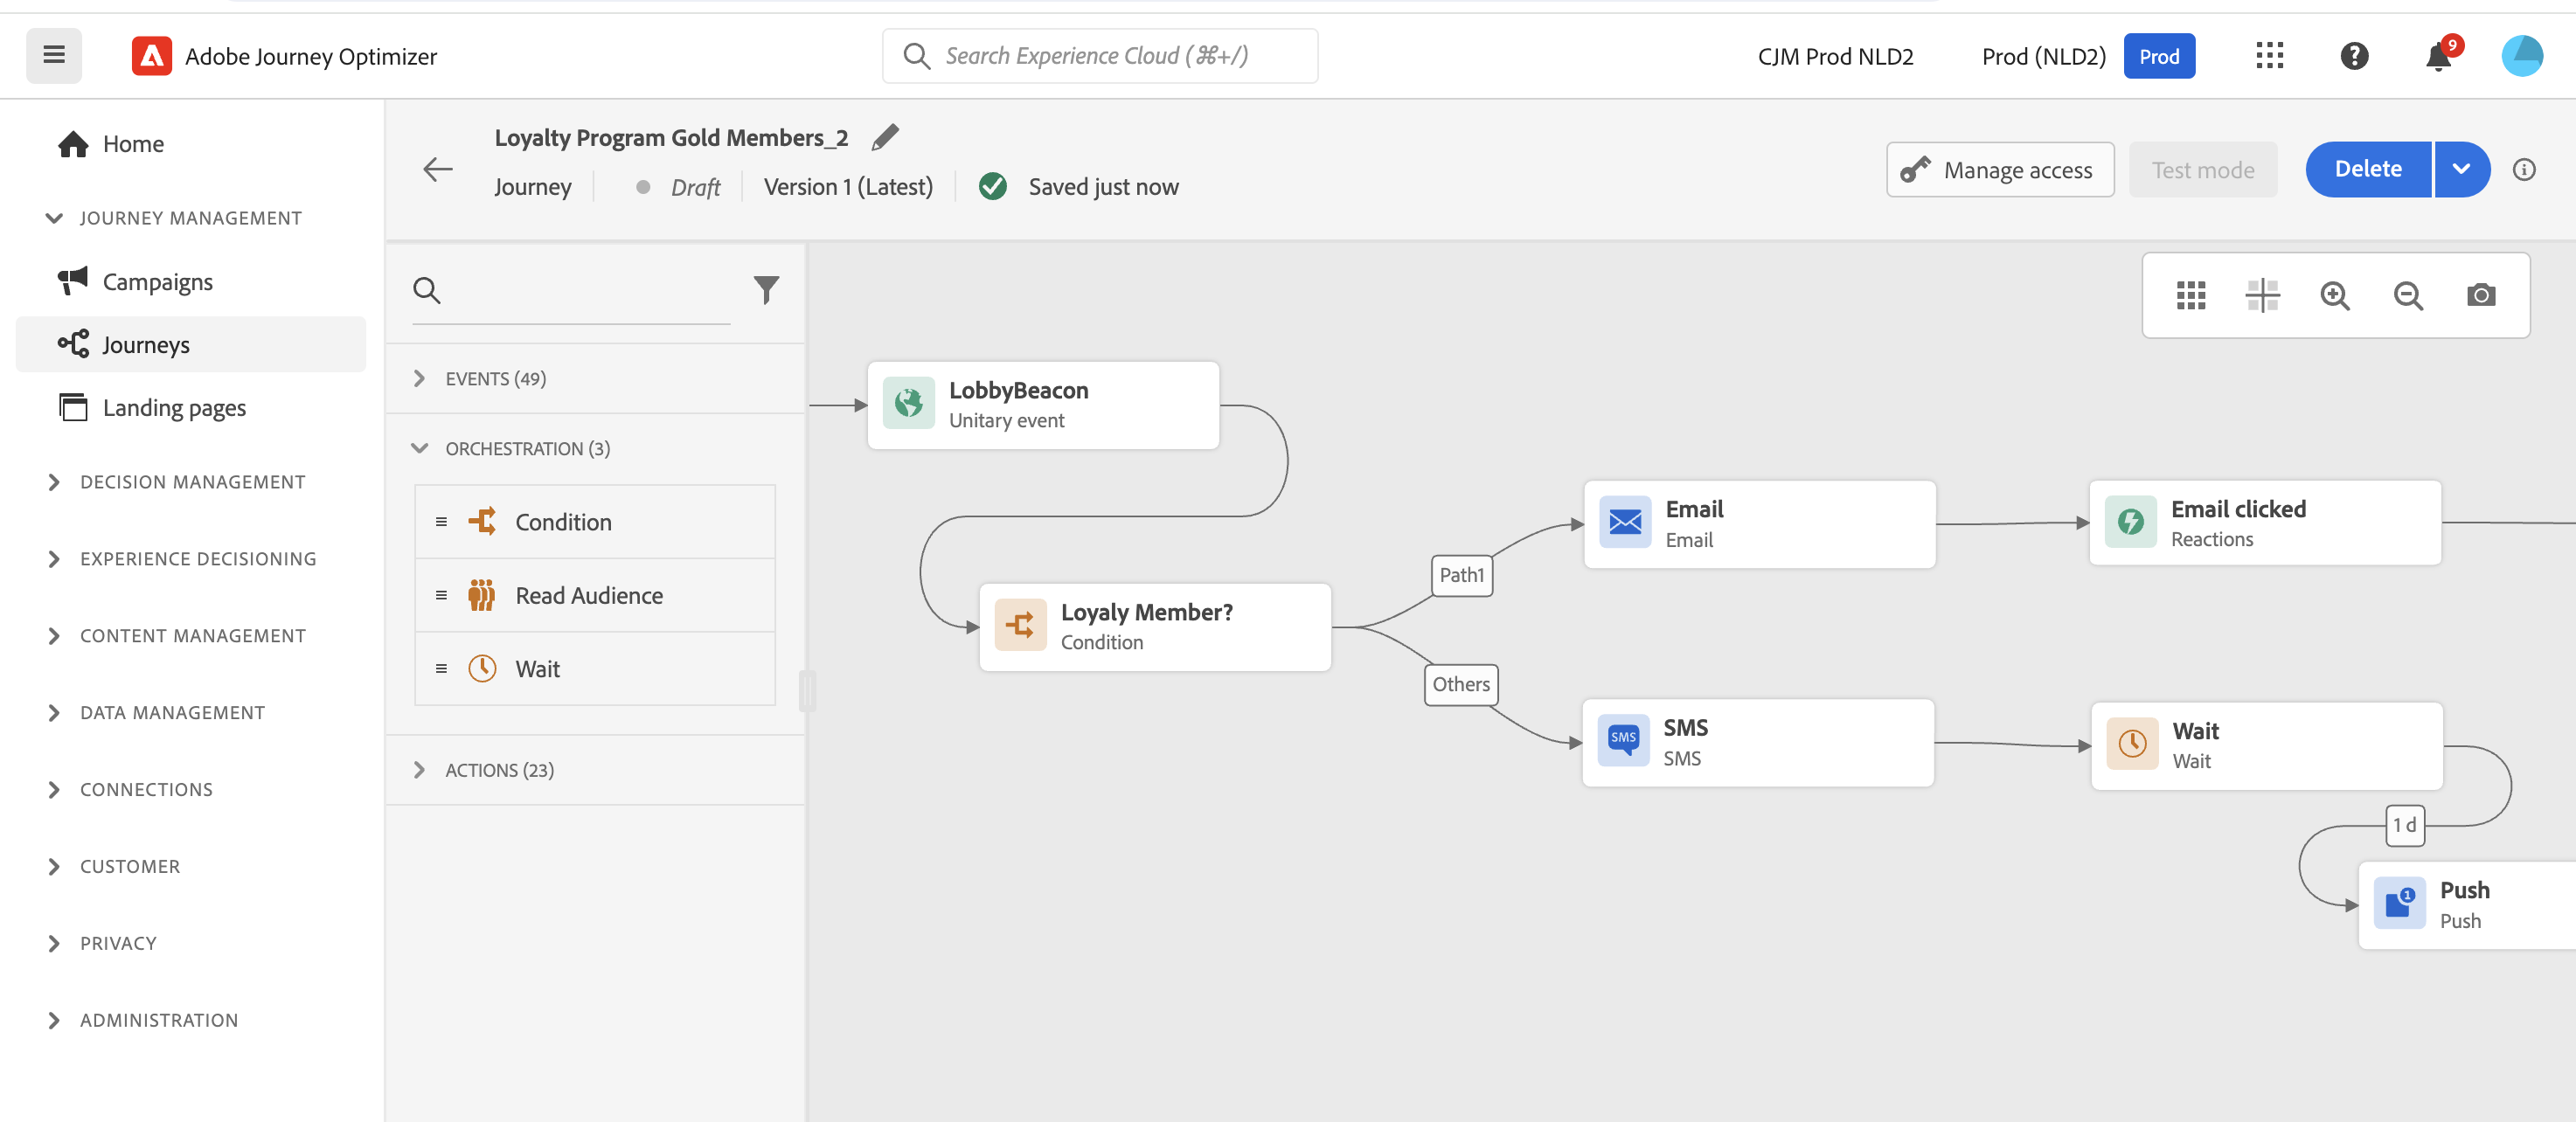 Adobe Journey Optimizer
Search Experience Cloud (⌘+/)
CJM Prod NLD2
Prod (NLD2)
Prod
9
Home
JOURNEY MANAGEMENT
Campaigns
Journeys
Landing pages
DECISION MANAGEMENT
EXPERIENCE DECISIONING
CONTENT MANAGEMENT
DATA MANAGEMENT
CONNECTIONS
CUSTOMER
PRIVACY
ADMINISTRATION
Loyalty Program Gold Members_2
Journey
Draft
Version 1 (Latest)
Saved just now
Manage access
Test mode
Delete
EVENTS (49)
ORCHESTRATION (3)
Condition
Read Audience
Wait
ACTIONS (23)
LobbyBeacon
Unitary event
Loyaly Member?
Condition
Path1
Others
Email
Email
Email clicked
Reactions
SMS
SMS
SMS
Wait
Wait
1 d
1
Push
Push